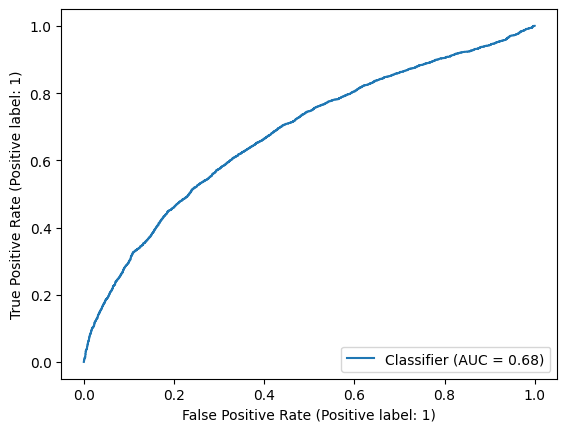 1.0
0.8
0.6
0.4
0.2
0.0
True Positive Rate (Positive label: 1)
Classifier (AUC = 0.68)
0.0 0.2 0.4 0.6 0.8 1.0
False Positive Rate (Positive label: 1)